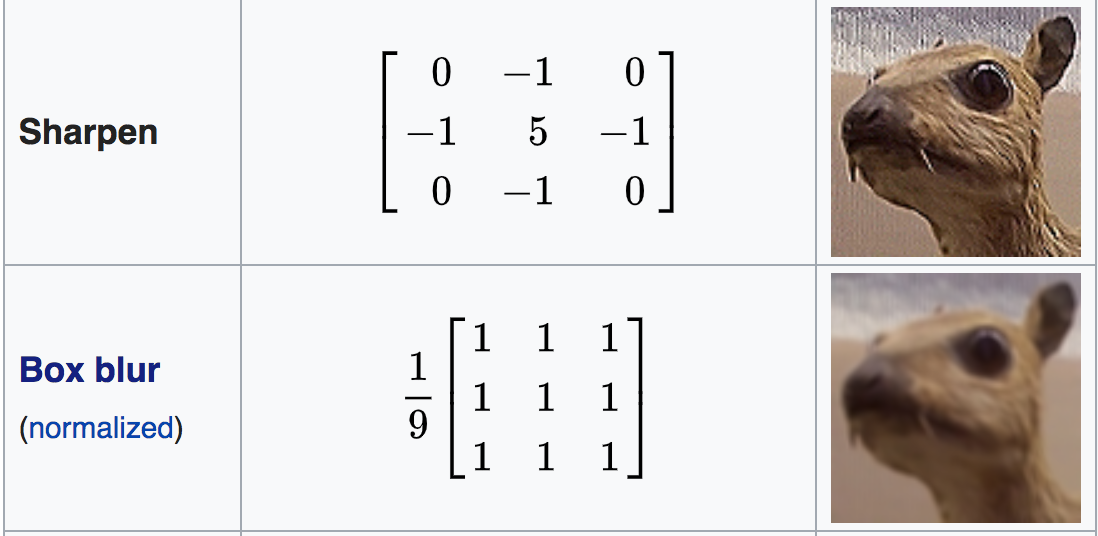 Sharpen
0 −1 0
−1 5 −1
0 −1 0
Box blur
(normalized)
1
9
1 1 1
1 1 1
1 1 1